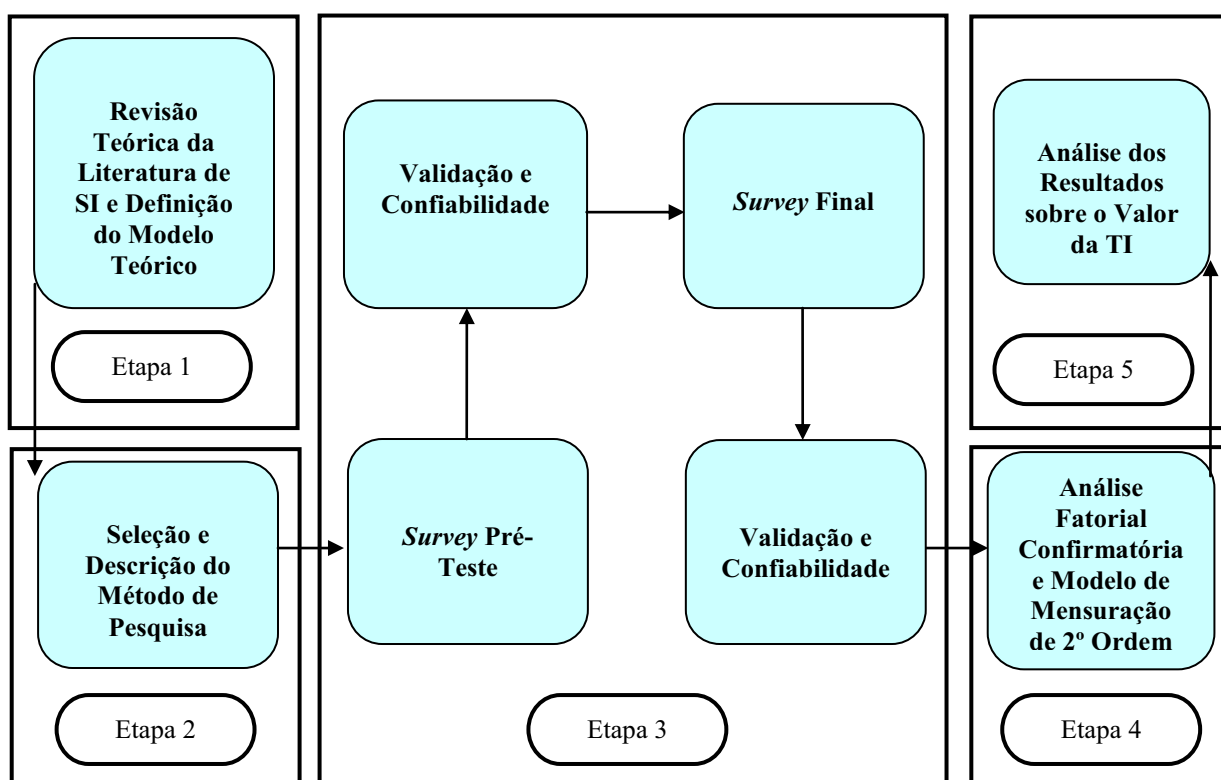 Revisão
Teórica da
Literatura de
SI e Definição
do Modelo
Teórico
Etapa 1
Seleção e
Descrição do
Método de
Pesquisa
Etapa 2
Survey Pré-
Teste
Validação e
Confiabilidade
Survey Final
Validação e
Confiabilidade
Etapa 3
Análise
Fatorial
Confirmatória
e Modelo de
Mensuração
de 2º Ordem
Etapa 4
Análise dos
Resultados
sobre o Valor
da TI
Etapa 5